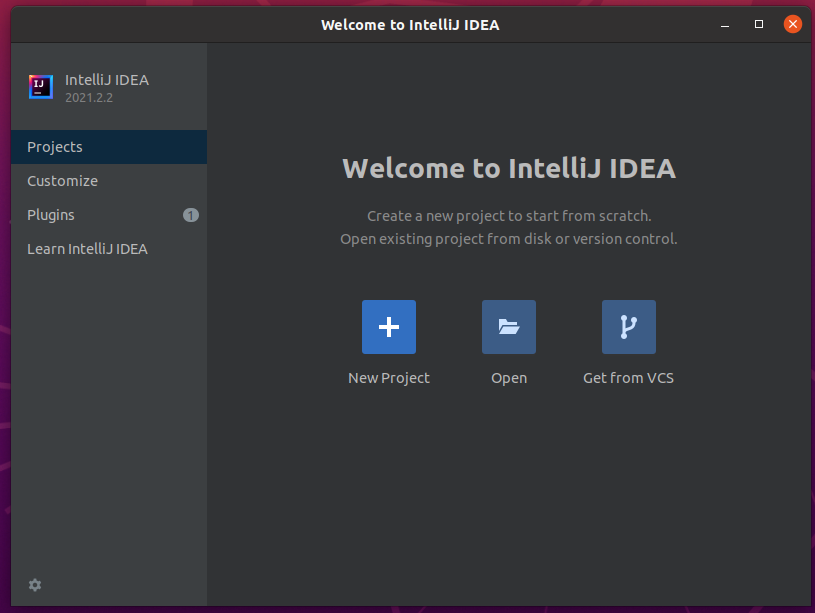 Welcome to IntelliJ IDEA
IJ
IntelliJ IDEA
2021.2.2
Projects
Customize
Plugins 1
Learn IntelliJ IDEA
Welcome to IntelliJ IDEA
Create a new project to start from scratch.
Open existing project from disk or version control.
New Project Open Get from VCS